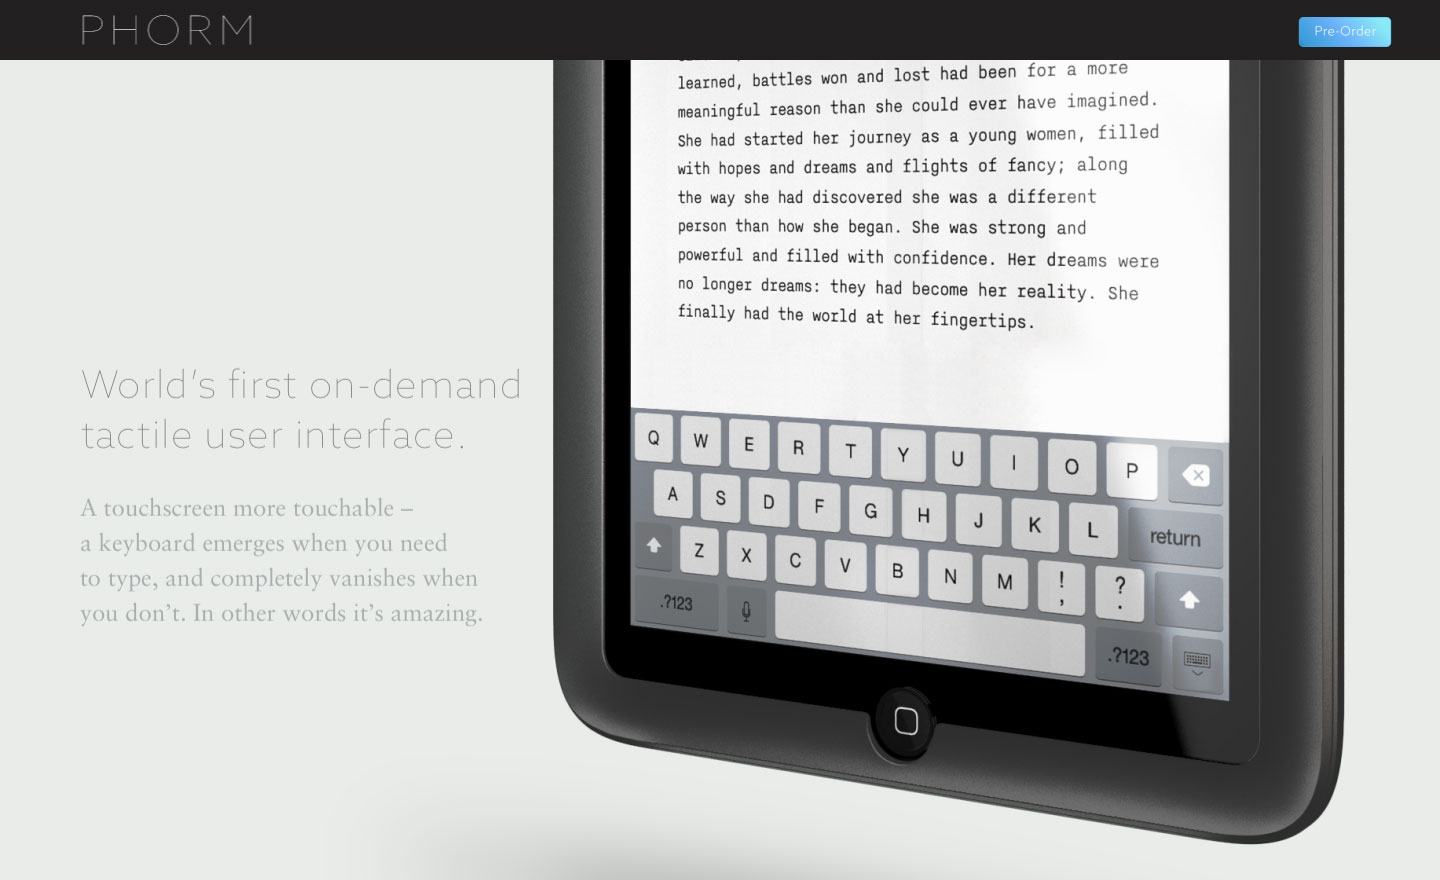 PHORM
Pre-Order
learned, battles won and lost had been for a more
meaningful reason than she could ever have imagined.
She had started her journey as a young women, filled
with hopes and dreams and flights of fancy; along
the way she had discovered she was a different
person than how she began. She was strong and
powerful and filled with confidence. Her dreams were
no longer dreams: they had become her reality. She
finally had the world at her fingertips.
World's first on-demand
tactile user interface.
A touchscreen more touchable –
a keyboard emerges when you need
to type, and completely vanishes when
you don't. In other words it's amazing.
Q W E R T Y U I O P
A S D F G H J K L return
Z X C V B N M ! , ? .
.?123 .?123